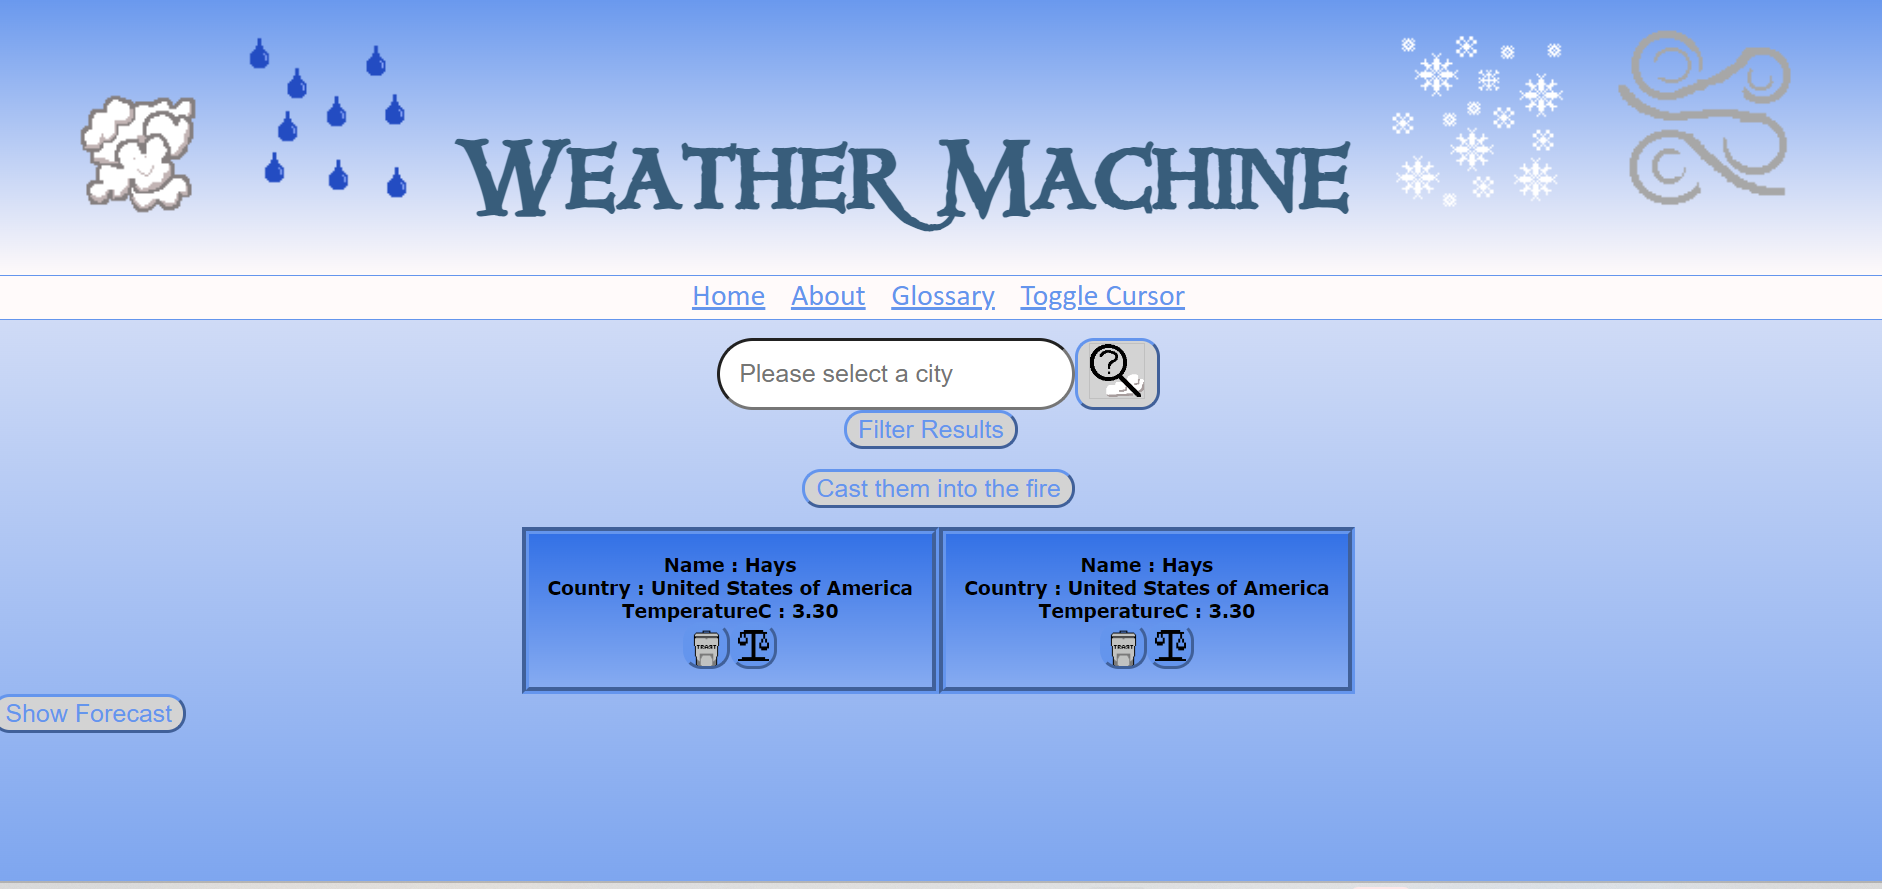 Weather Machine
Home About Glossary Toggle Cursor
Please select a city
?
Filter Results
Cast them into the fire
Name : Hays
Country : United States of America
TemperatureC : 3.30
Name : Hays
Country : United States of America
TemperatureC : 3.30
Show Forecast